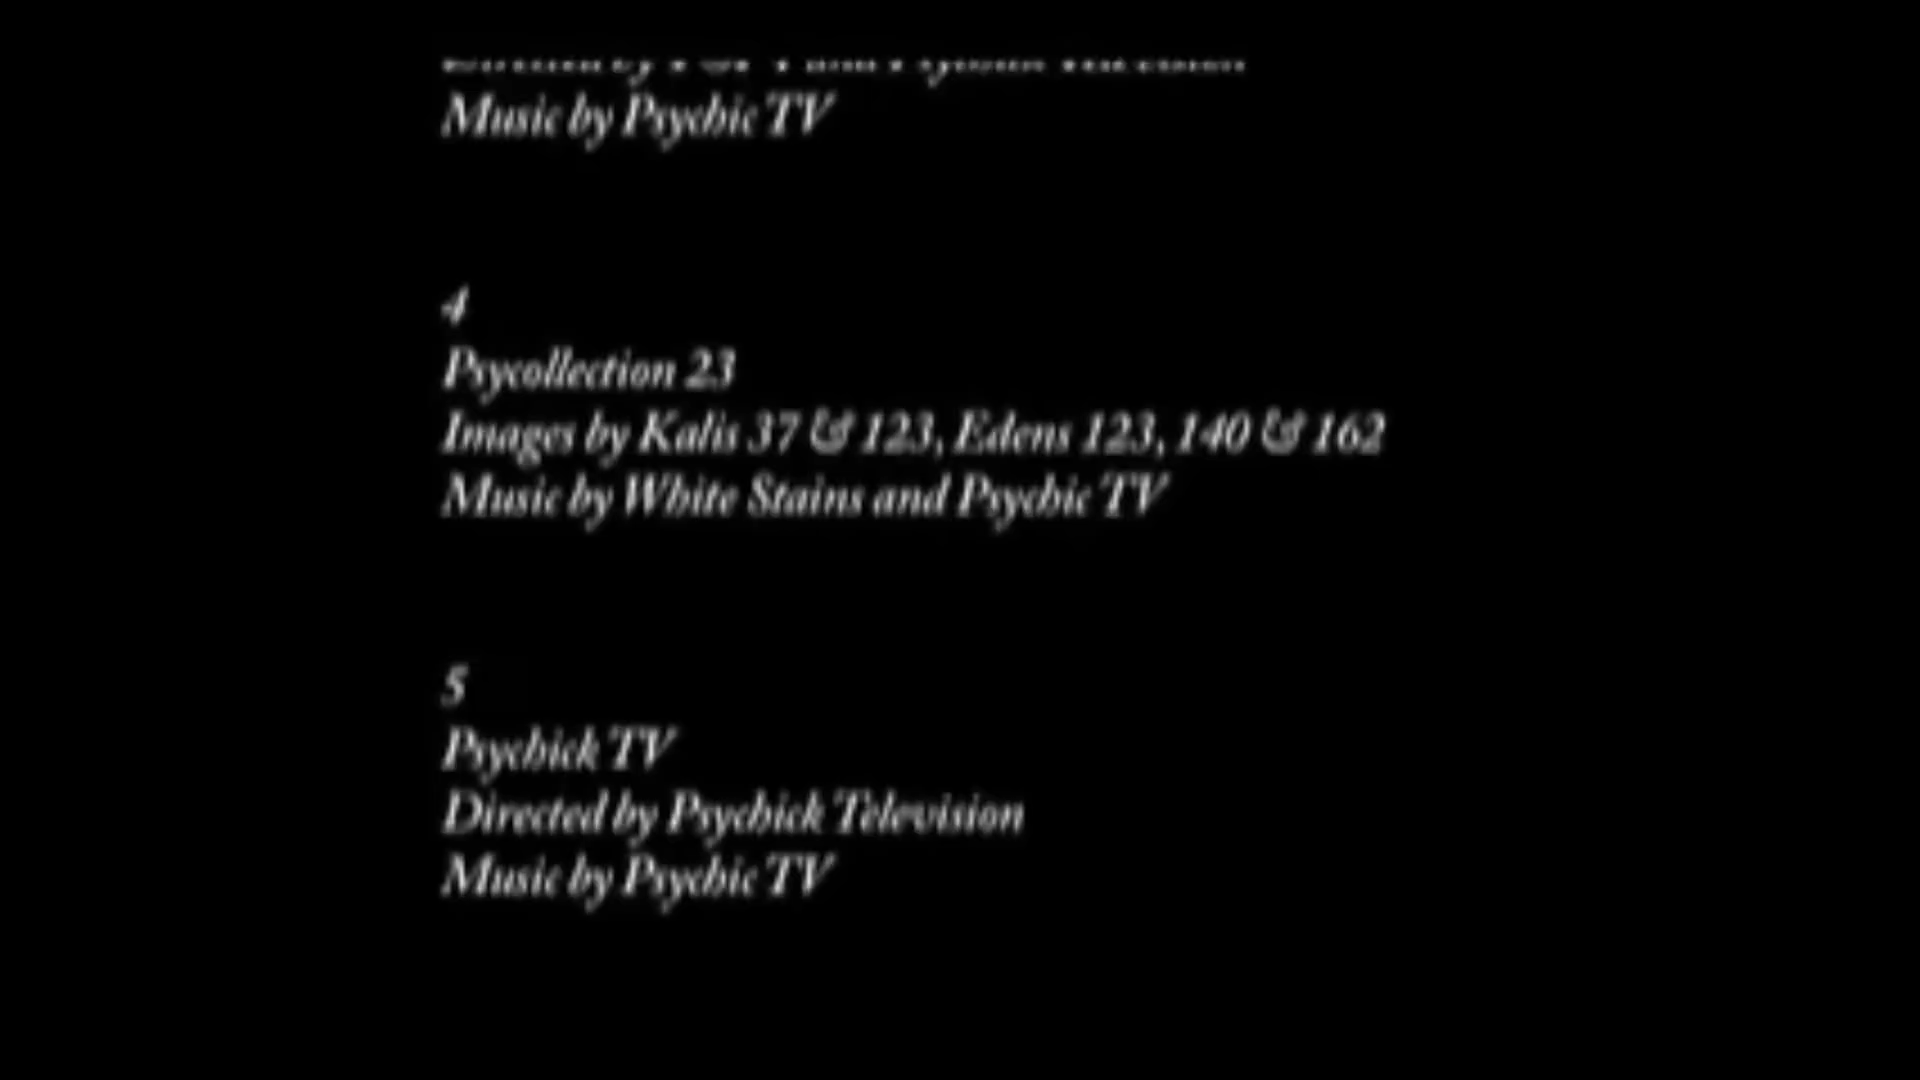 Music by Psychic TV
4
Psycollection 23
Images by Kalis 37 & 123, Edens 123, 140 & 162
Music by White Stains and Psychic TV
5
Psychick TV
Directed by Psychick Television
Music by Psychic TV